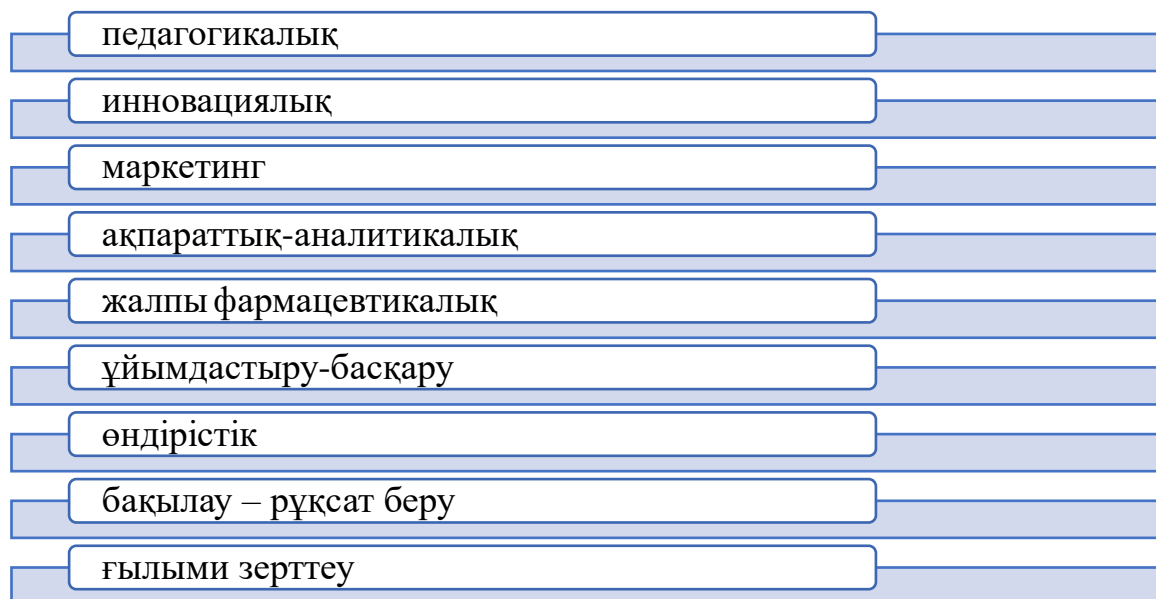 педагогикалық
инновациялық
маркетинг
ақпараттық-аналитикалық
жалпы фармацевтикалық
ұйымдастыру-басқару
өндірістік
бақылау – рұқсат беру
ғылыми зерттеу